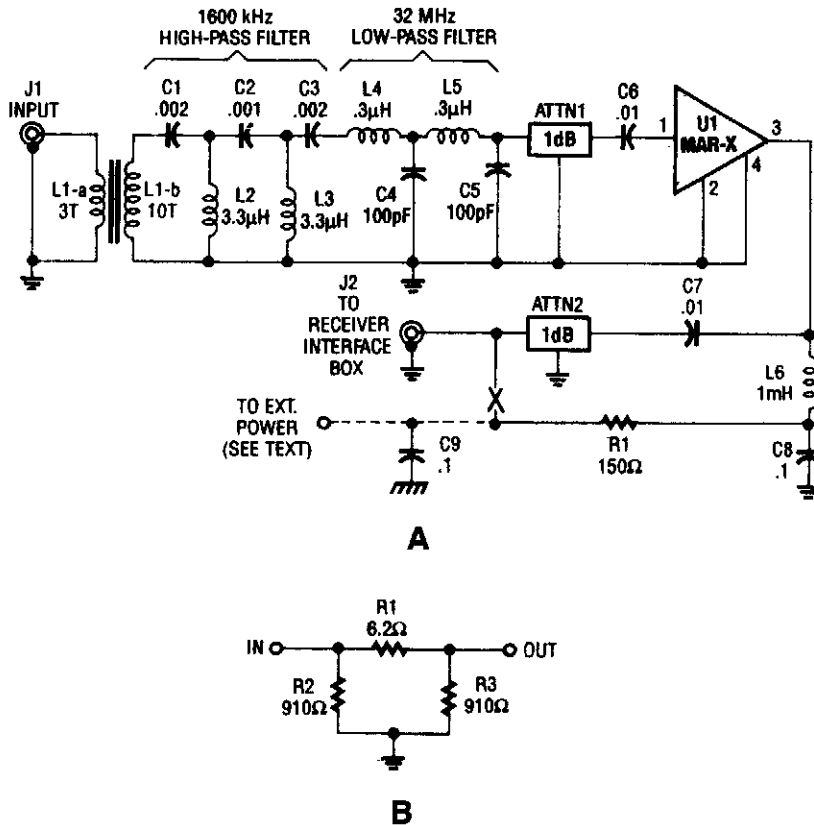 1600 kHz
HIGH-PASS FILTER
32 MHz
LOW-PASS FILTER
J1
INPUT
C1
.002
C2
.001
C3
.002
L4
.3μH
L5
.3μH
ATTN1
1dB
C6
.01
1
U1
MAR-X
3
4
2
L1-a
3T
L1-b
10T
L2
3.3μH
L3
3.3μH
C4
100pF
C5
100pF
J2
TO
RECEIVER
INTERFACE
BOX
ATTN2
1dB
C7
.01
L6
1mH
TO EXT.
POWER
(SEE TEXT)
C9
.1
R1
150Ω
C8
.1
A
R1
6.2Ω
IN
OUT
R2
910Ω
R3
910Ω
B